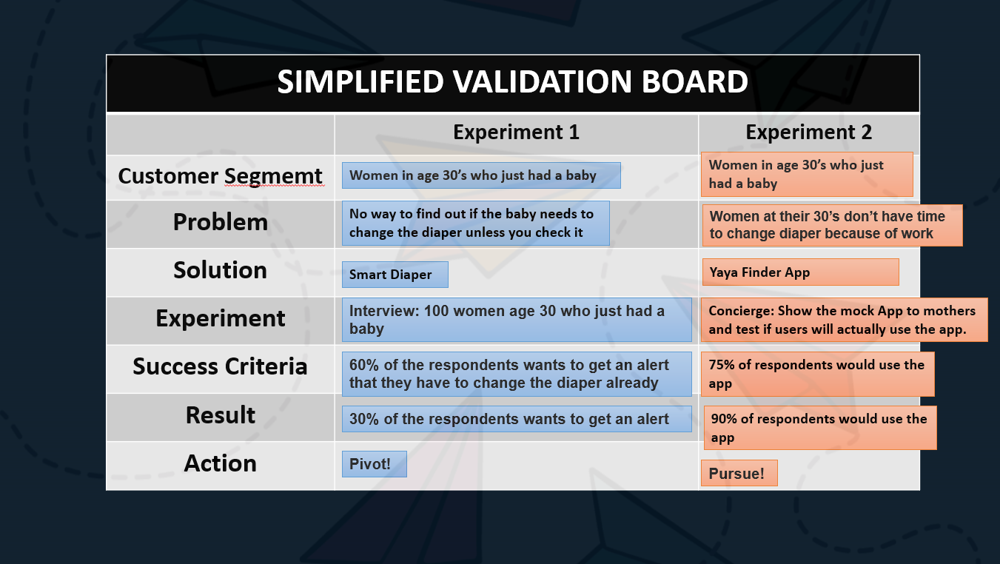 SIMPLIFIED VALIDATION BOARD
Experiment 1
Experiment 2
Customer Segmemt
Women in age 30’s who just had a baby
Women in age 30’s who just
had a baby
Problem
No way to find out if the baby needs to
change the diaper unless you check it
Women at their 30’s don’t have time
to change diaper because of work
Solution
Smart Diaper
Yaya Finder App
Experiment
Interview: 100 women age 30 who just had a
baby
Concierge: Show the mock App to mothers
and test if users will actually use the app.
Success Criteria
60% of the respondents wants to get an alert
that they have to change the diaper already
75% of respondents would use the
app
Result
30% of the respondents wants to get an alert
90% of respondents would use the
app
Action
Pivot!
Pursue!